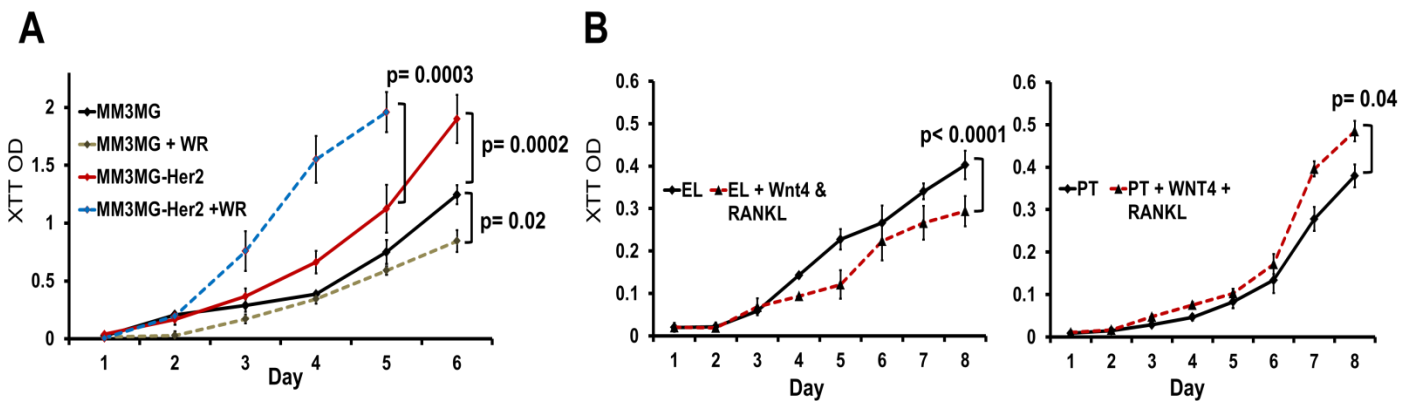 A
XTT OD
2
1.5
1
0.5
0
MM3MG
MM3MG + WR
MM3MG-Her2
MM3MG-Her2 +WR
p= 0.0003
p= 0.0002
p= 0.02
1 2 3 4 5 6
Day
B
XTT OD
0.6
0.5
0.4
0.3
0.2
0.1
0
p< 0.0001
EL EL + Wnt4 &
RANKL
1 2 3 4 5 6 7 8
Day
XTT OD
0.6
0.5
0.4
0.3
0.2
0.1
0
p= 0.04
PT PT + WNT4 +
RANKL
1 2 3 4 5 6 7 8
Day